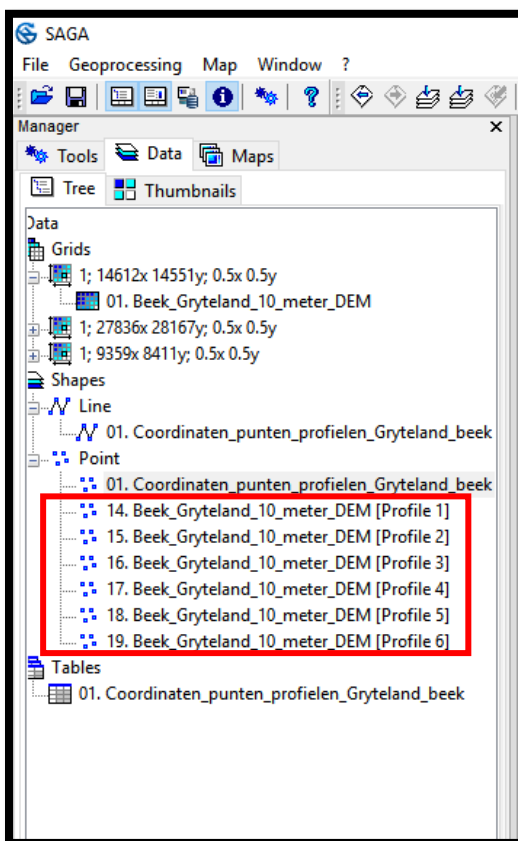 SAGA
File Geoprocessing Map Window ?
Manager x
Tools Data Maps
Tree Thumbnails
Data
Grids
1; 14612x 14551y; 0.5x 0.5y
01. Beek_Gryteland_10_meter_DEM
1; 27836x 28167y; 0.5x 0.5y
1; 9359x 8411y; 0.5x 0.5y
Shapes
Line
01. Coordinaten_punten_profielen_Gryteland_beek
Point
01. Coordinaten_punten_profielen_Gryteland_beek
14. Beek_Gryteland_10_meter_DEM [Profile 1]
15. Beek_Gryteland_10_meter_DEM [Profile 2]
16. Beek_Gryteland_10_meter_DEM [Profile 3]
17. Beek_Gryteland_10_meter_DEM [Profile 4]
18. Beek_Gryteland_10_meter_DEM [Profile 5]
19. Beek_Gryteland_10_meter_DEM [Profile 6]
Tables
01. Coordinaten_punten_profielen_Gryteland_beek